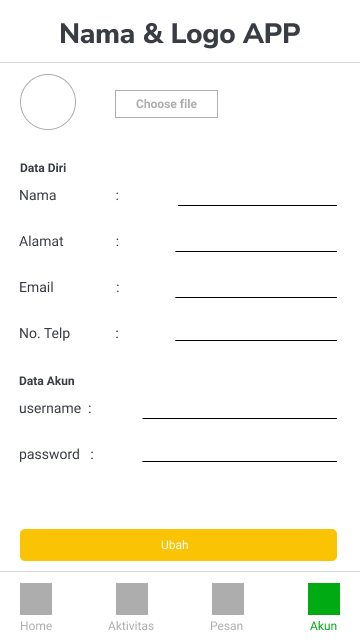 Nama & Logo APP
Choose file
Data Diri
Nama :
Alamat :
Email :
No. Telp :
Data Akun
username :
password :
Ubah
Home Aktivitas Pesan Akun